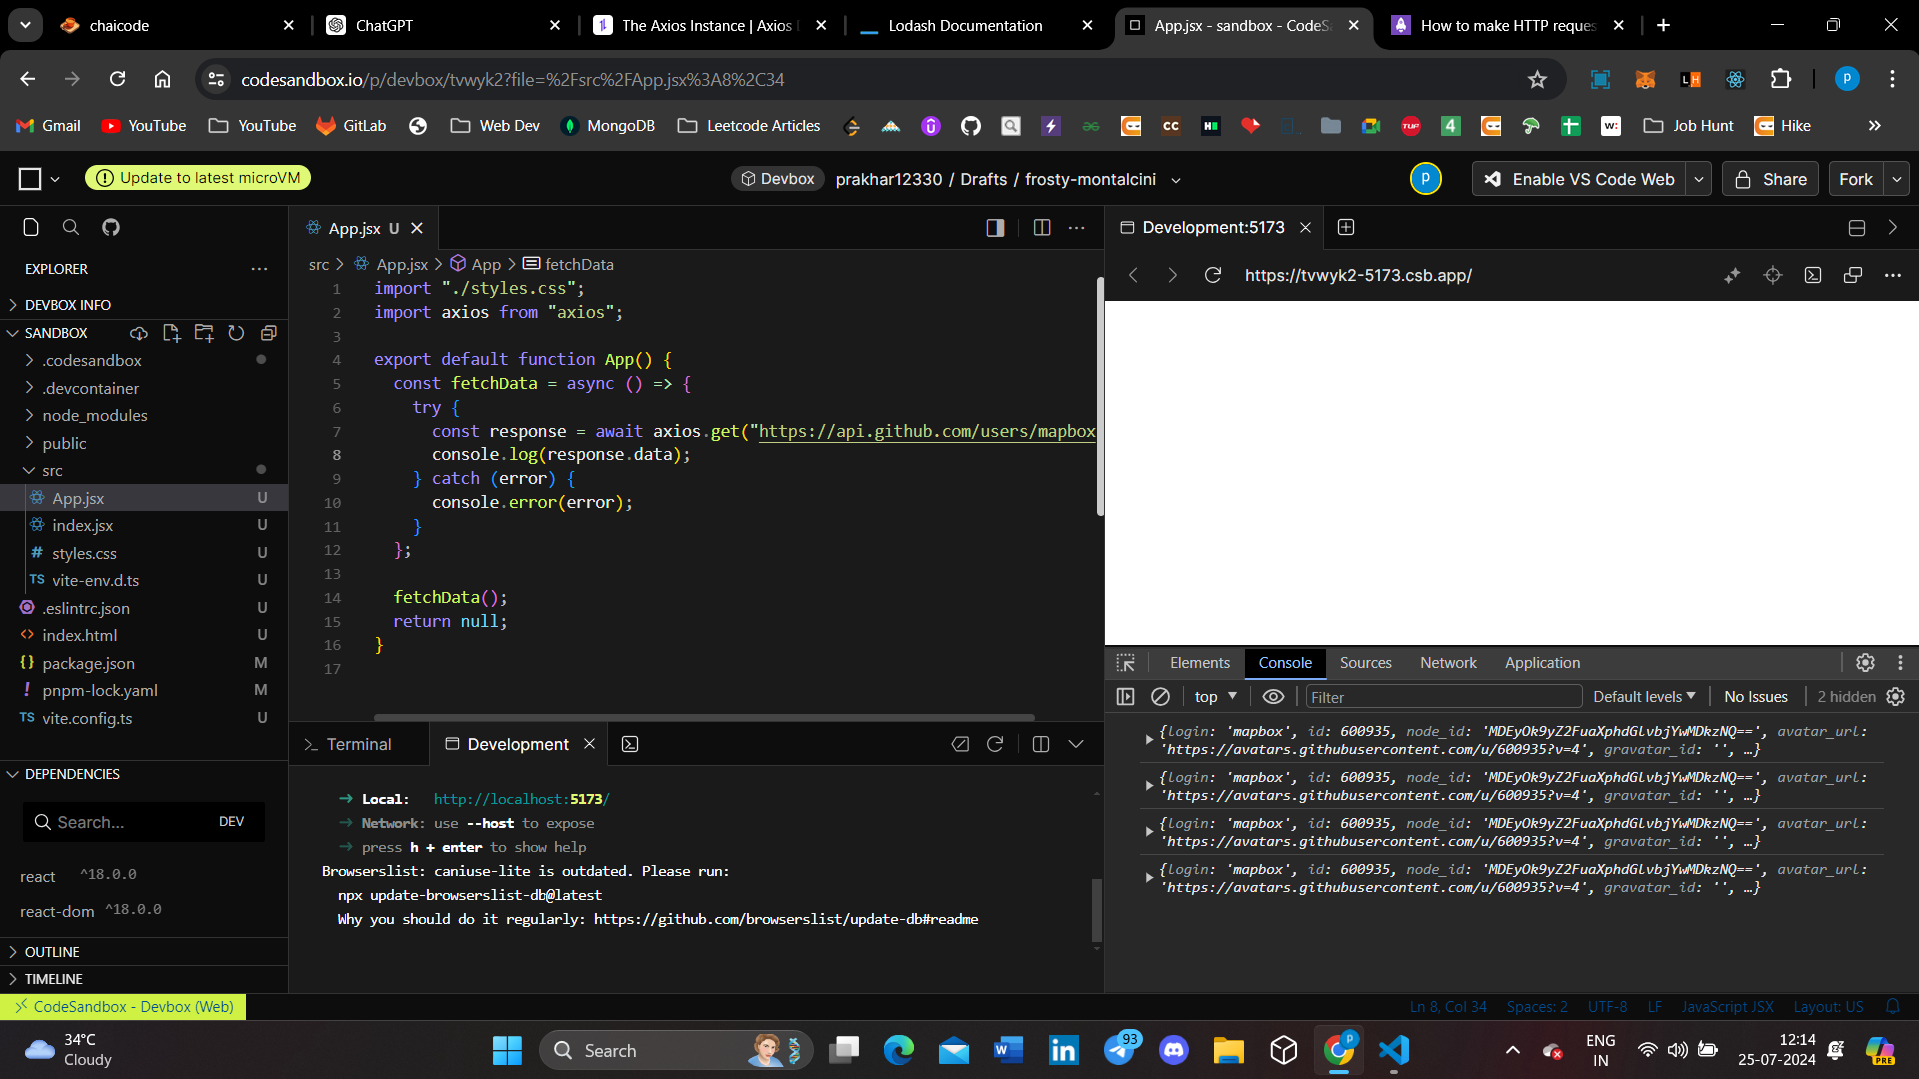 chaicode
ChatGPT
The Axios Instance | Axios
Lodash Documentation
App.jsx - sandbox - CodeSa
How to make HTTP reques
codesandbox.io/p/devbox/tvwyk2?file=%2Fsrc%2FApp.jsx%3A8%2C34
Gmail YouTube YouTube GitLab Web Dev MongoDB Leetcode Articles Job Hunt Hike
Update to latest microVM
Devbox prakhar12330 / Drafts / frosty-montalcini
Enable VS Code Web Share Fork
App.jsx U
Development:5173
EXPLORER
src > App.jsx > App > fetchData
https://tvwyk2-5173.csb.app/
DEVBOX INFO
SANDBOX
.codesandbox
.devcontainer
node_modules
public
src
App.jsx U
index.jsx U
# styles.css U
TS vite-env.d.ts U
.eslintrc.json U
<> index.html U
{} package.json M
! pnpm-lock.yaml M
TS vite.config.ts U
1 import "./styles.css";
2 import axios from "axios";
3
4 export default function App() {
5 const fetchData = async () => {
6 try {
7 const response = await axios.get("https://api.github.com/users/mapbox
8 console.log(response.data);
9 } catch (error) {
10 console.error(error);
11 }
12 };
13
14 fetchData();
15 return null;
16 }
17
Terminal Development
→ Local: http://localhost:5173/
→ Network: use --host to expose
→ press h + enter to show help
Browserslist: caniuse-lite is outdated. Please run:
npx update-browserslist-db@latest
Why you should do it regularly: https://github.com/browserslist/update-db#readme
Elements Console Sources Network Application
top Filter Default levels No Issues 2 hidden
{login: 'mapbox', id: 600935, node_id: 'MDEyOk9yZ2FuaXphdGlvbjYwMDkzNQ==', avatar_url:
'https://avatars.githubusercontent.com/u/600935?v=4', gravatar_id: '', …}
{login: 'mapbox', id: 600935, node_id: 'MDEyOk9yZ2FuaXphdGlvbjYwMDkzNQ==', avatar_url:
'https://avatars.githubusercontent.com/u/600935?v=4', gravatar_id: '', …}
{login: 'mapbox', id: 600935, node_id: 'MDEyOk9yZ2FuaXphdGlvbjYwMDkzNQ==', avatar_url:
'https://avatars.githubusercontent.com/u/600935?v=4', gravatar_id: '', …}
{login: 'mapbox', id: 600935, node_id: 'MDEyOk9yZ2FuaXphdGlvbjYwMDkzNQ==', avatar_url:
'https://avatars.githubusercontent.com/u/600935?v=4', gravatar_id: '', …}
DEPENDENCIES
Search... DEV
react ^18.0.0
react-dom ^18.0.0
OUTLINE
TIMELINE
CodeSandbox - Devbox (Web)
Ln 8, Col 34 Spaces: 2 UTF-8 LF JavaScript JSX Layout: US
34°C
Cloudy
Search
93
ENG
IN
12:14
25-07-2024